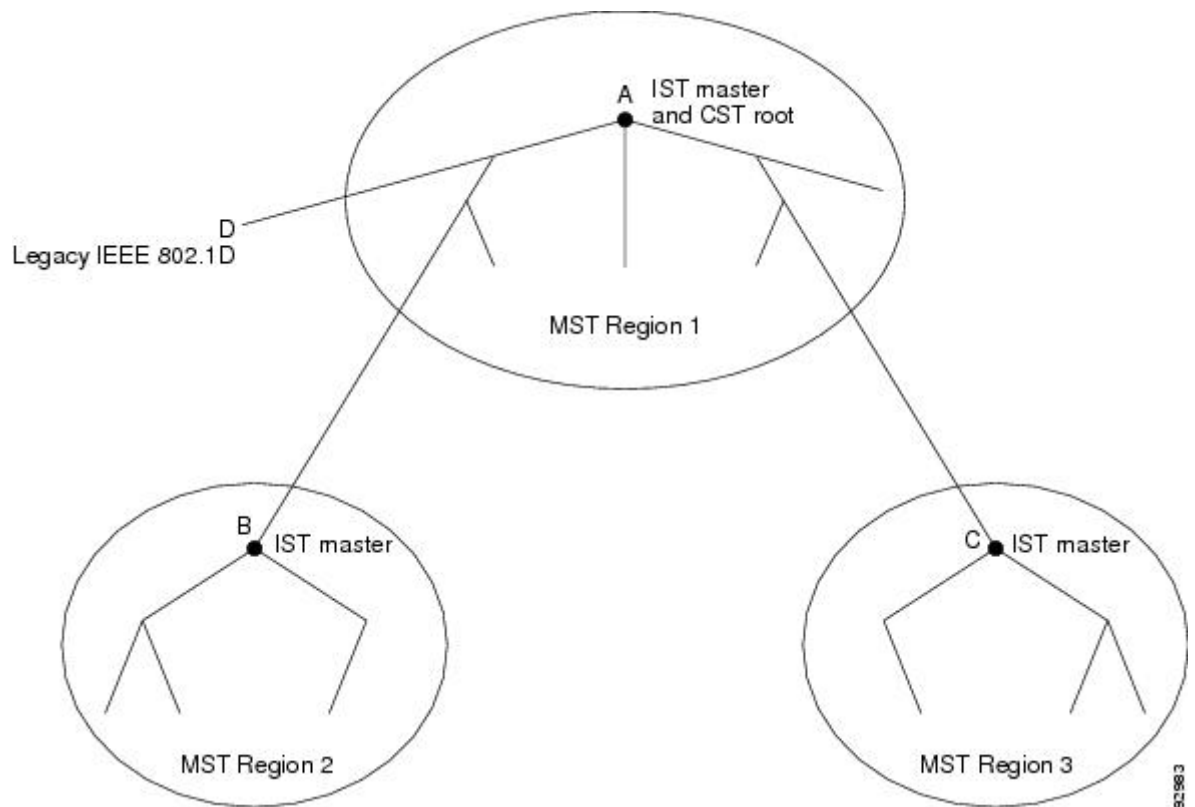 A
IST master
and CST root
D
Legacy IEEE 802.1D
MST Region 1
B
IST master
C
IST master
MST Region 2
MST Region 3
92983